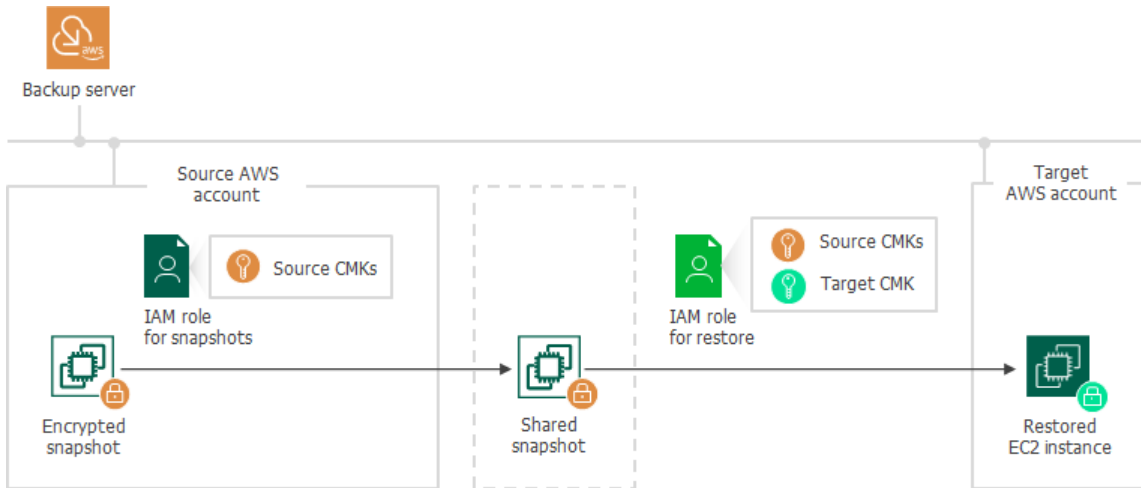 aws
Backup server
Source AWS
account
Target
AWS account
Source CMKs
IAM role
for snapshots
Source CMKs
Target CMK
IAM role
for restore
Encrypted
snapshot
Shared
snapshot
Restored
EC2 instance